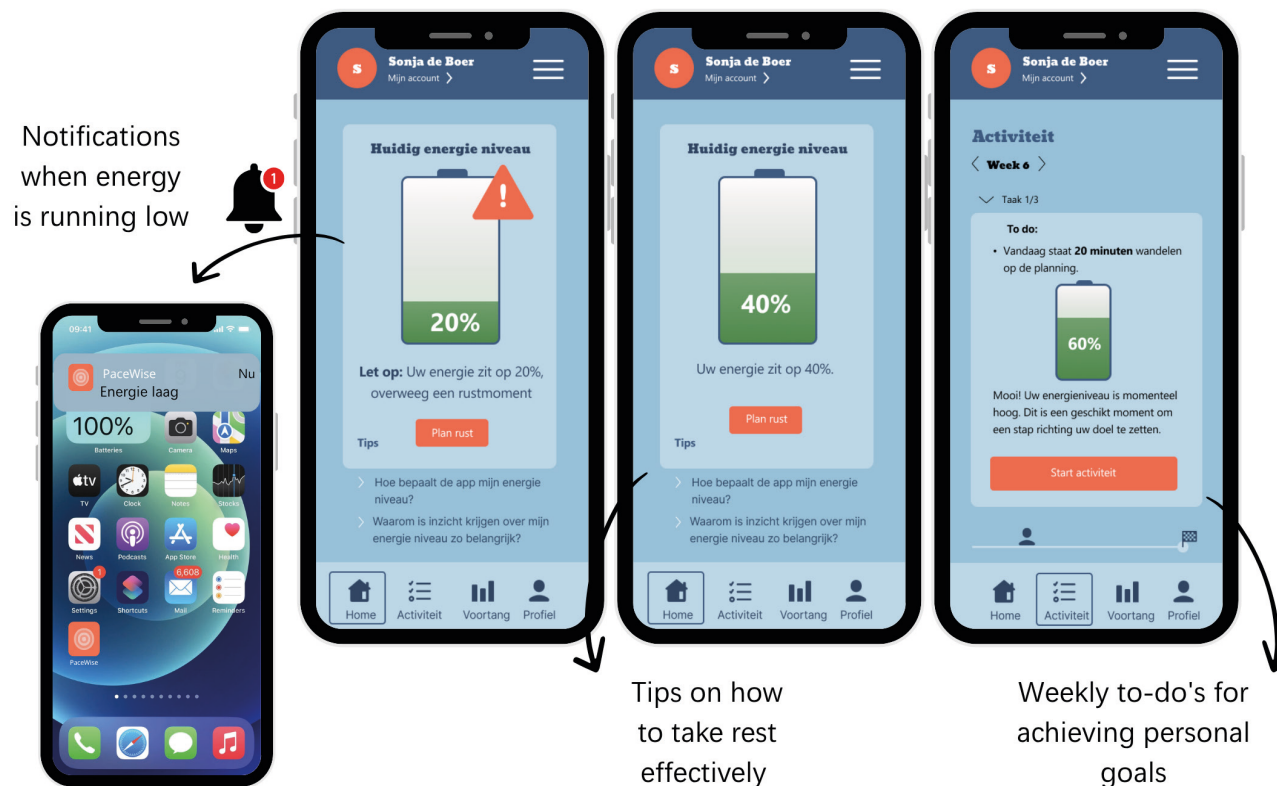 Notifications
when energy
is running low
1
09:41
PaceWise
Nu
Energie laag
100%
Batteries
Camera
Maps
tv
TV
Clock
Notes
Stocks
News
Podcasts
App Store
Health
1
6,608
Settings
Shortcuts
Mail
Reminders
PaceWise
S
Sonja de Boer
Mijn account
Huidig energie niveau
!
20%
Let op: Uw energie zit op 20%,
overweeg een rustmoment
Plan rust
Tips
Hoe bepaalt de app mijn energie
niveau?
Waarom is inzicht krijgen over mijn
energie niveau zo belangrijk?
Home
Activiteit
Voortang
Profiel
S
Sonja de Boer
Mijn account
Huidig energie niveau
40%
Uw energie zit op 40%.
Plan rust
Tips
Hoe bepaalt de app mijn energie
niveau?
Waarom is inzicht krijgen over mijn
energie niveau zo belangrijk?
Home
Activiteit
Voortang
Profiel
Tips on how
to take rest
effectively
S
Sonja de Boer
Mijn account
Activiteit
Week 6
Taak 1/3
To do:
• Vandaag staat 20 minuten wandelen
op de planning.
60%
Mooi! Uw energieniveau is momenteel
hoog. Dit is een geschikt moment om
een stap richting uw doel te zetten.
Start activiteit
Home
Activiteit
Voortang
Profiel
Weekly to-do's for
achieving personal
goals